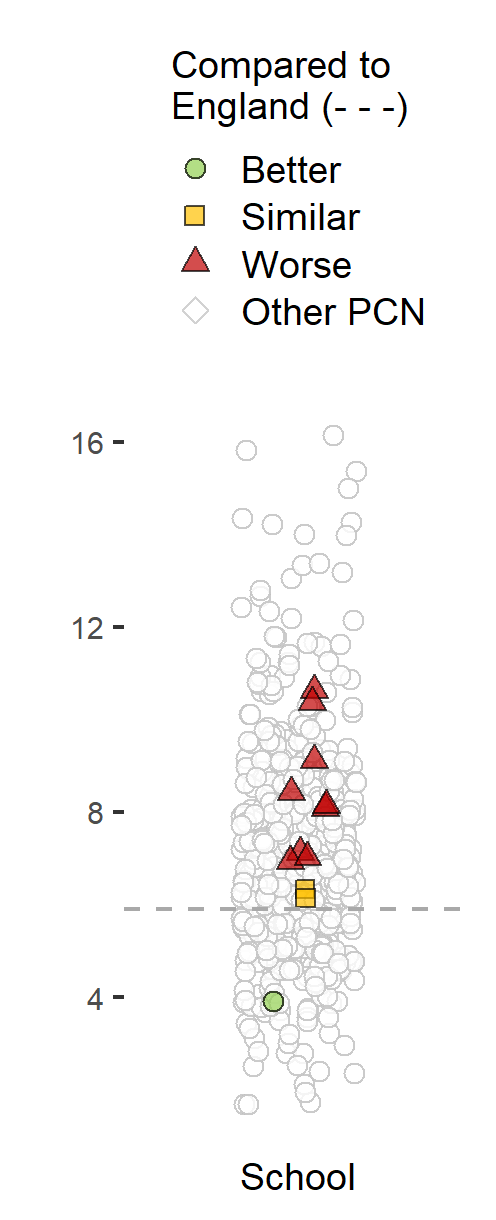 Compared to
England (- - -)
Better
Similar
Worse
Other PCN
16
12
8
4
School